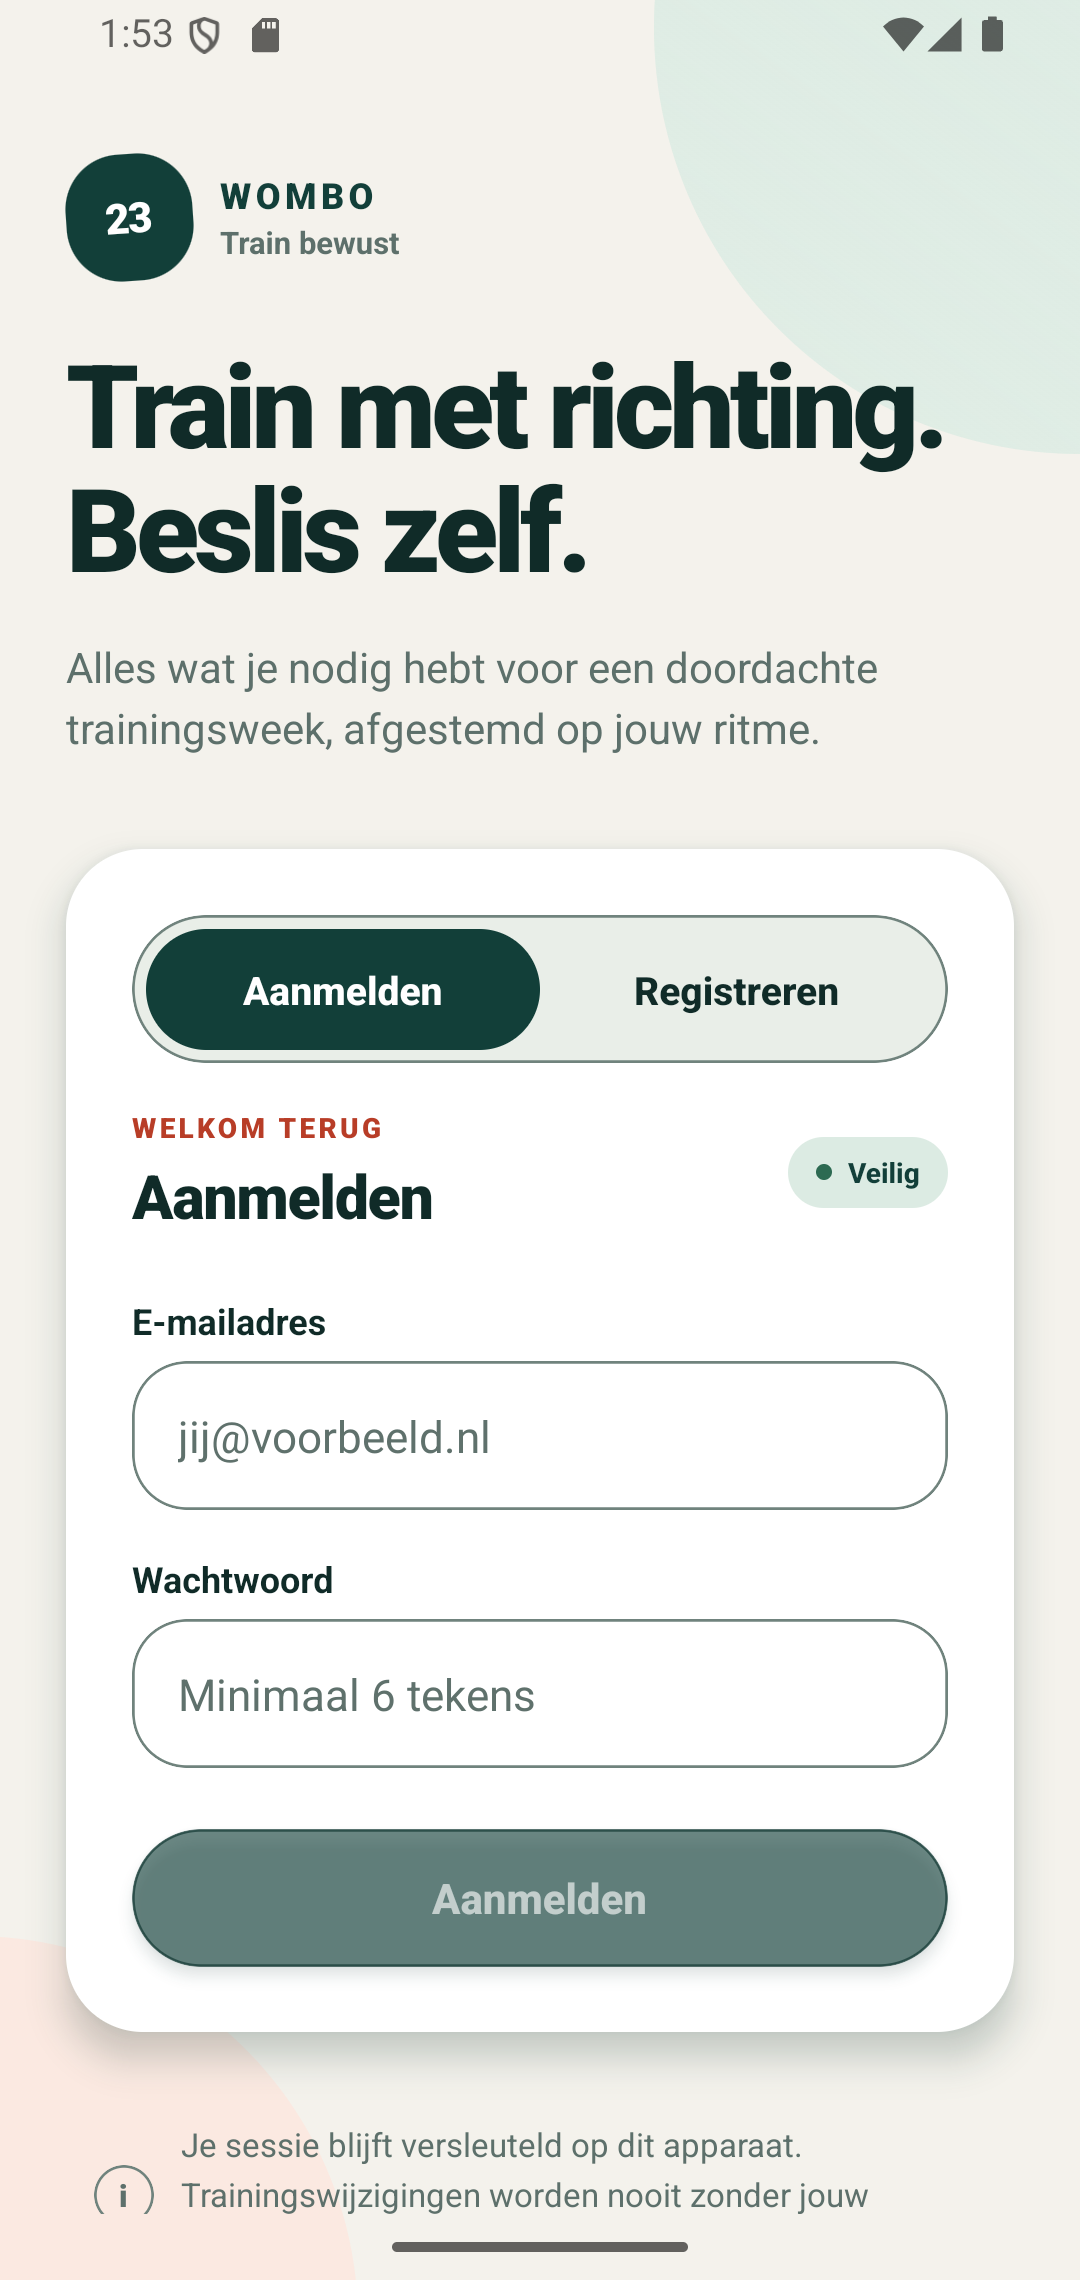 1:53
23
WOMBO
Train bewust
Train met richting.
Beslis zelf.
Alles wat je nodig hebt voor een doordachte
trainingsweek, afgestemd op jouw ritme.
Aanmelden
Registreren
WELKOM TERUG
Aanmelden
Veilig
E-mailadres
jij@voorbeeld.nl
Wachtwoord
Minimaal 6 tekens
Aanmelden
Je sessie blijft versleuteld op dit apparaat.
i
Trainingswijzigingen worden nooit zonder jouw